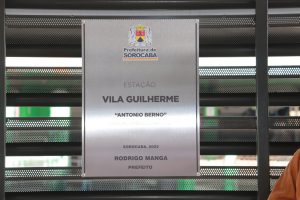 Prefeitura de
SOROCABA
ESTAÇÃO
VILA GUILHERME
"ANTONIO BERNO"
SOROCABA, 2022
RODRIGO MANGA
PREFEITO